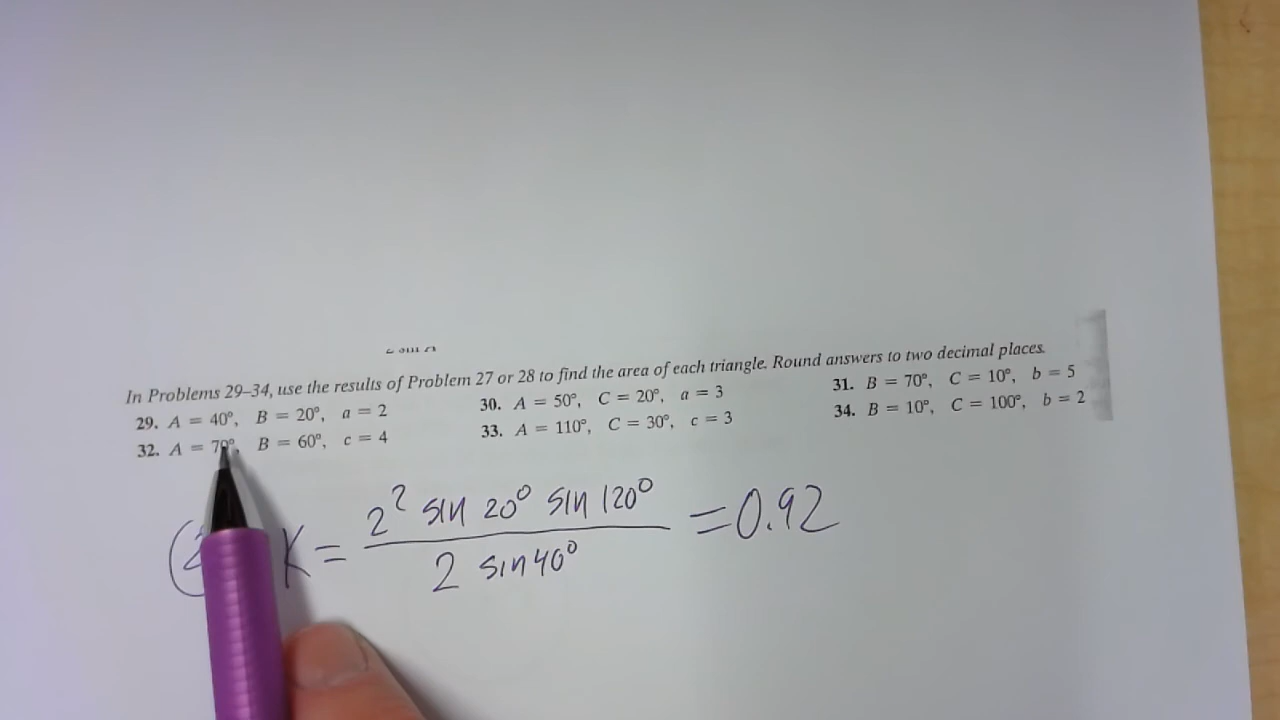 In Problems 29–34, use the results of Problem 27 or 28 to find the area of each triangle. Round answers to two decimal places.
29. A = 40°, B = 20°, a = 2 30. A = 50°, C = 20°, a = 3 31. B = 70°, C = 10°, b = 5
32. A = 70°, B = 60°, c = 4 33. A = 110°, C = 30°, c = 3 34. B = 10°, C = 100°, b = 2
K = 2² sin 20° sin 120° / 2 sin 40° = 0.92